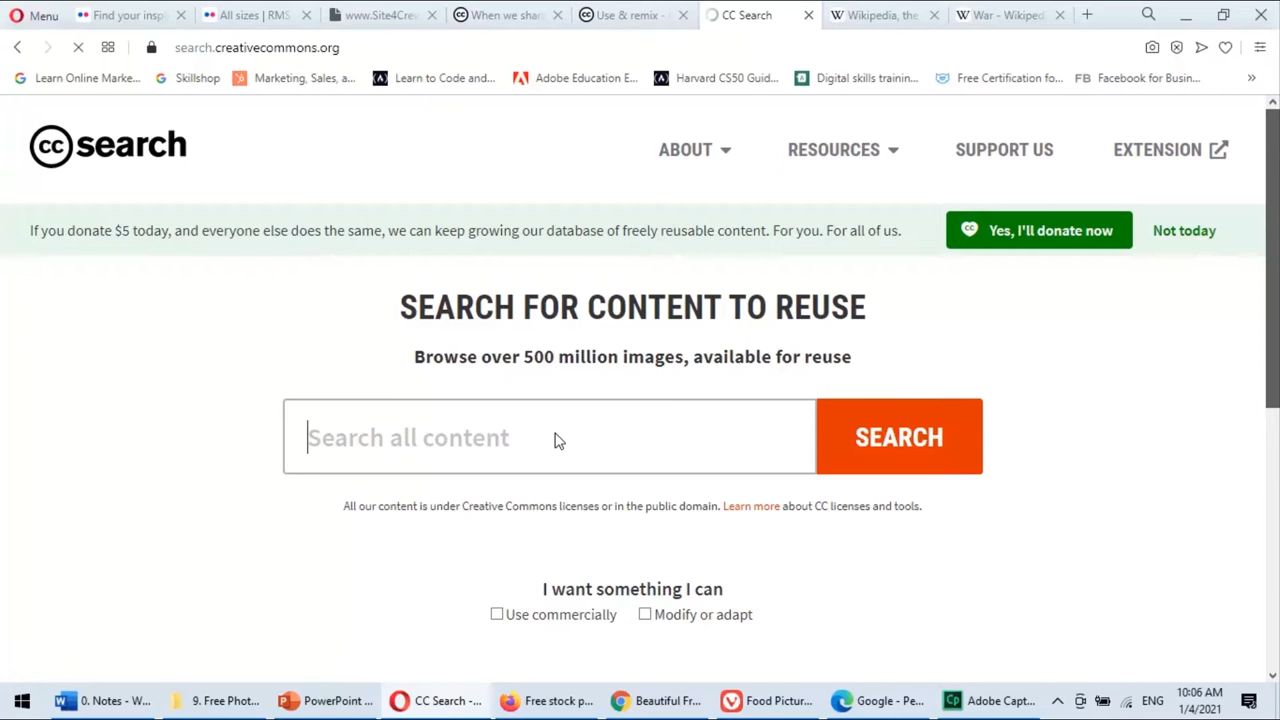 Menu
Find your insp
All sizes | RMS
www.Site4Cre
When we shar
Use & remix -
CC Search
Wikipedia, the
War - Wikiped
search.creativecommons.org
Learn Online Marke...
Skillshop
Marketing, Sales, a...
Learn to Code and...
Adobe Education E...
Harvard CS50 Guid...
Digital skills trainin...
Free Certification fo...
FB Facebook for Busin...
cc search
ABOUT
RESOURCES
SUPPORT US
EXTENSION
If you donate $5 today, and everyone else does the same, we can keep growing our database of freely reusable content. For you. For all of us.
Yes, I'll donate now
Not today
SEARCH FOR CONTENT TO REUSE
Browse over 500 million images, available for reuse
Search all content
SEARCH
All our content is under Creative Commons licenses or in the public domain. Learn more about CC licenses and tools.
I want something I can
Use commercially
Modify or adapt
0. Notes - W...
9. Free Phot...
PowerPoint ...
CC Search -...
Free stock p...
Beautiful Fr...
Food Pictur...
Google - Pe...
Adobe Capt...
ENG
10:06 AM
1/4/2021